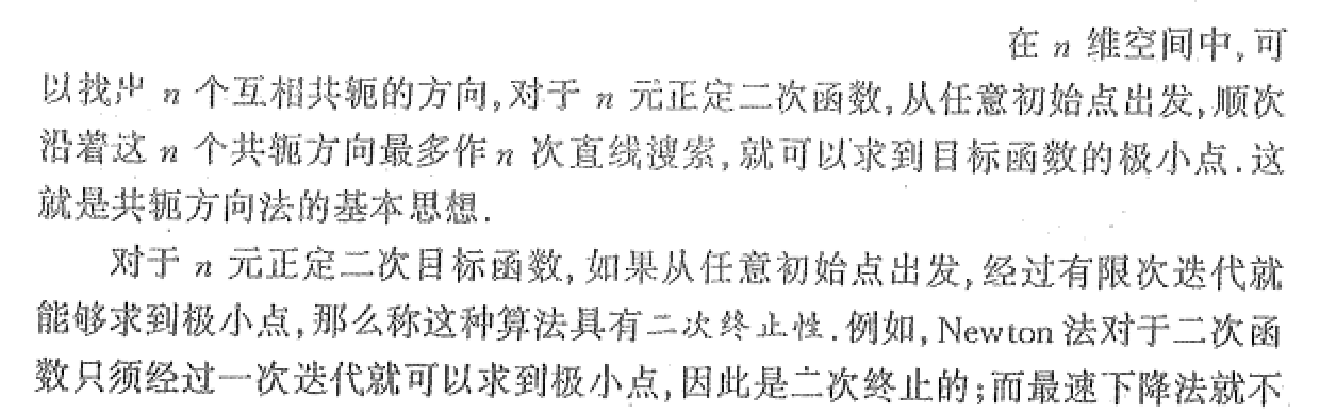 在 n 维空间中,可
以找出 n 个互相共轭的方向,对于 n 元正定二次函数,从任意初始点出发,顺次
沿着这 n 个共轭方向最多作 n 次直线搜索,就可以求到目标函数的极小点.这
就是共轭方向法的基本思想.
对于 n 元正定二次目标函数,如果从任意初始点出发,经过有限次迭代就
能够求到极小点,那么称这种算法具有二次终止性.例如,Newton 法对于二次函
数只须经过一次迭代就可以求到极小点,因此是二次终止的;而最速下降法就不